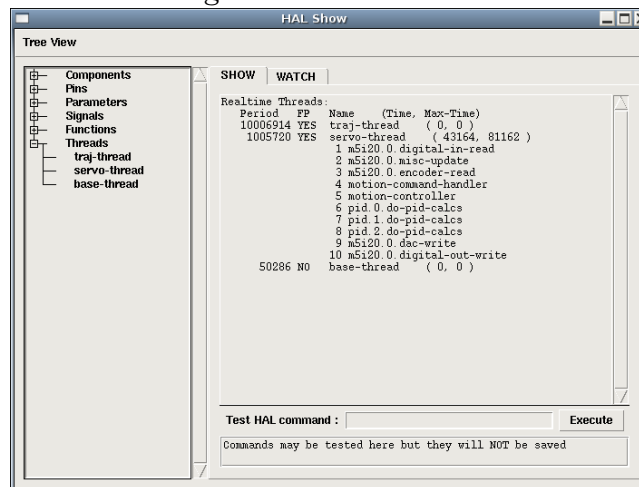 HAL Show
Tree View
Components
Pins
Parameters
Signals
Functions
Threads
traj-thread
servo-thread
base-thread
SHOW WATCH
Realtime Threads:
Period FP Name (Time, Max-Time)
10006914 YES traj-thread ( 0, 0 )
1005720 YES servo-thread ( 43164, 81162 )
1 m5i20.0.digital-in-read
2 m5i20.0.misc-update
3 m5i20.0.encoder-read
4 motion-command-handler
5 motion-controller
6 pid.0.do-pid-calcs
7 pid.1.do-pid-calcs
8 pid.2.do-pid-calcs
9 m5i20.0.dac-write
10 m5i20.0.digital-out-write
50286 NO base-thread ( 0, 0 )
Test HAL command : Execute
Commands may be tested here but they will NOT be saved